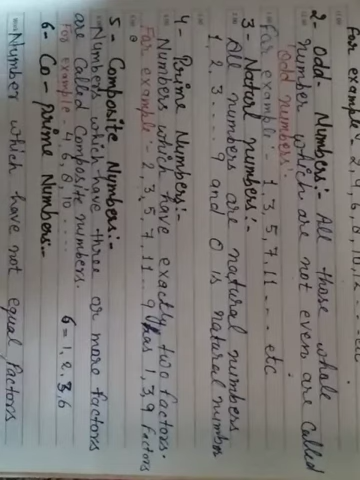 For example: 2, 4, 6, 8, 10, 12 ... etc
2- Odd- Numbers:- All those whole
number which are not even are called
'odd numbers'.
For example :- 1, 3, 5, 7, 11 --- etc
3- Natural numbers:-
All numbers are natural numbers
1, 2, 3 ..... 9 and 0 is natural number
4- Prime Numbers:-
Numbers which have exactly two factors.
For example :- 2, 3, 5, 7, 11 ... 9 has 1, 3, 9 factors
5- Composite Numbers:-
Numbers which have three or more factors
are called Composite numbers.
For example- 4, 6, 8, 10 .... 6=1, 2, 3, 6
6- Co-prime Numbers:-
Number which have not equal factors